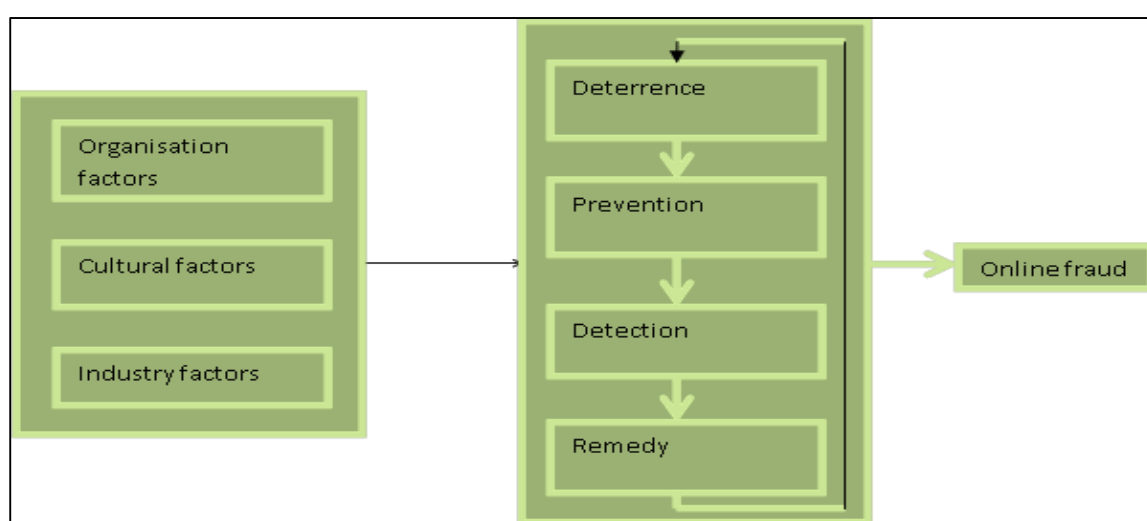 Organisation
factors
Cultural factors
Industry factors
Deterrence
Prevention
Detection
Remedy
Online fraud